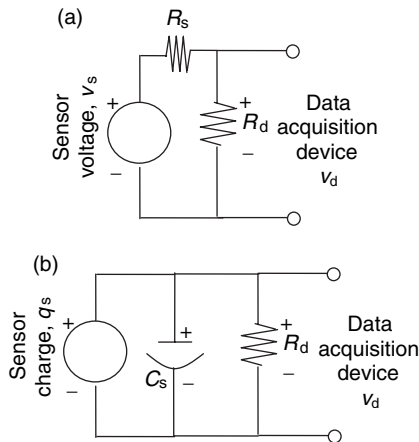 (a)
Rs
+
Sensor
voltage, vs
−
+
Rd
−
Data
acquisition
device
vd
(b)
+
Sensor
charge, qs
−
+
Cs
−
+
Rd
−
Data
acquisition
device
vd